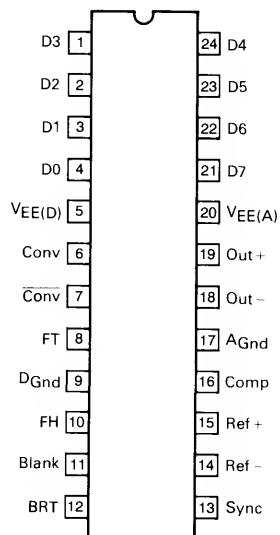 D3 1 24 D4
D2 2 23 D5
D1 3 22 D6
D0 4 21 D7
VEE(D) 5 20 VEE(A)
Conv 6 19 Out +
Conv 7 18 Out −
FT 8 17 AGnd
DGnd 9 16 Comp
FH 10 15 Ref +
Blank 11 14 Ref −
BRT 12 13 Sync